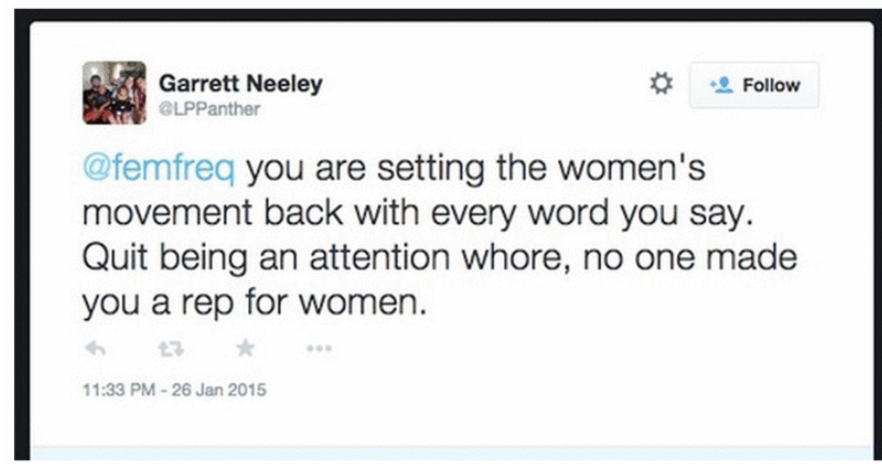 Garrett Neeley
@LPPanther
Follow
@femfreq you are setting the women's
movement back with every word you say.
Quit being an attention whore, no one made
you a rep for women.
11:33 PM - 26 Jan 2015